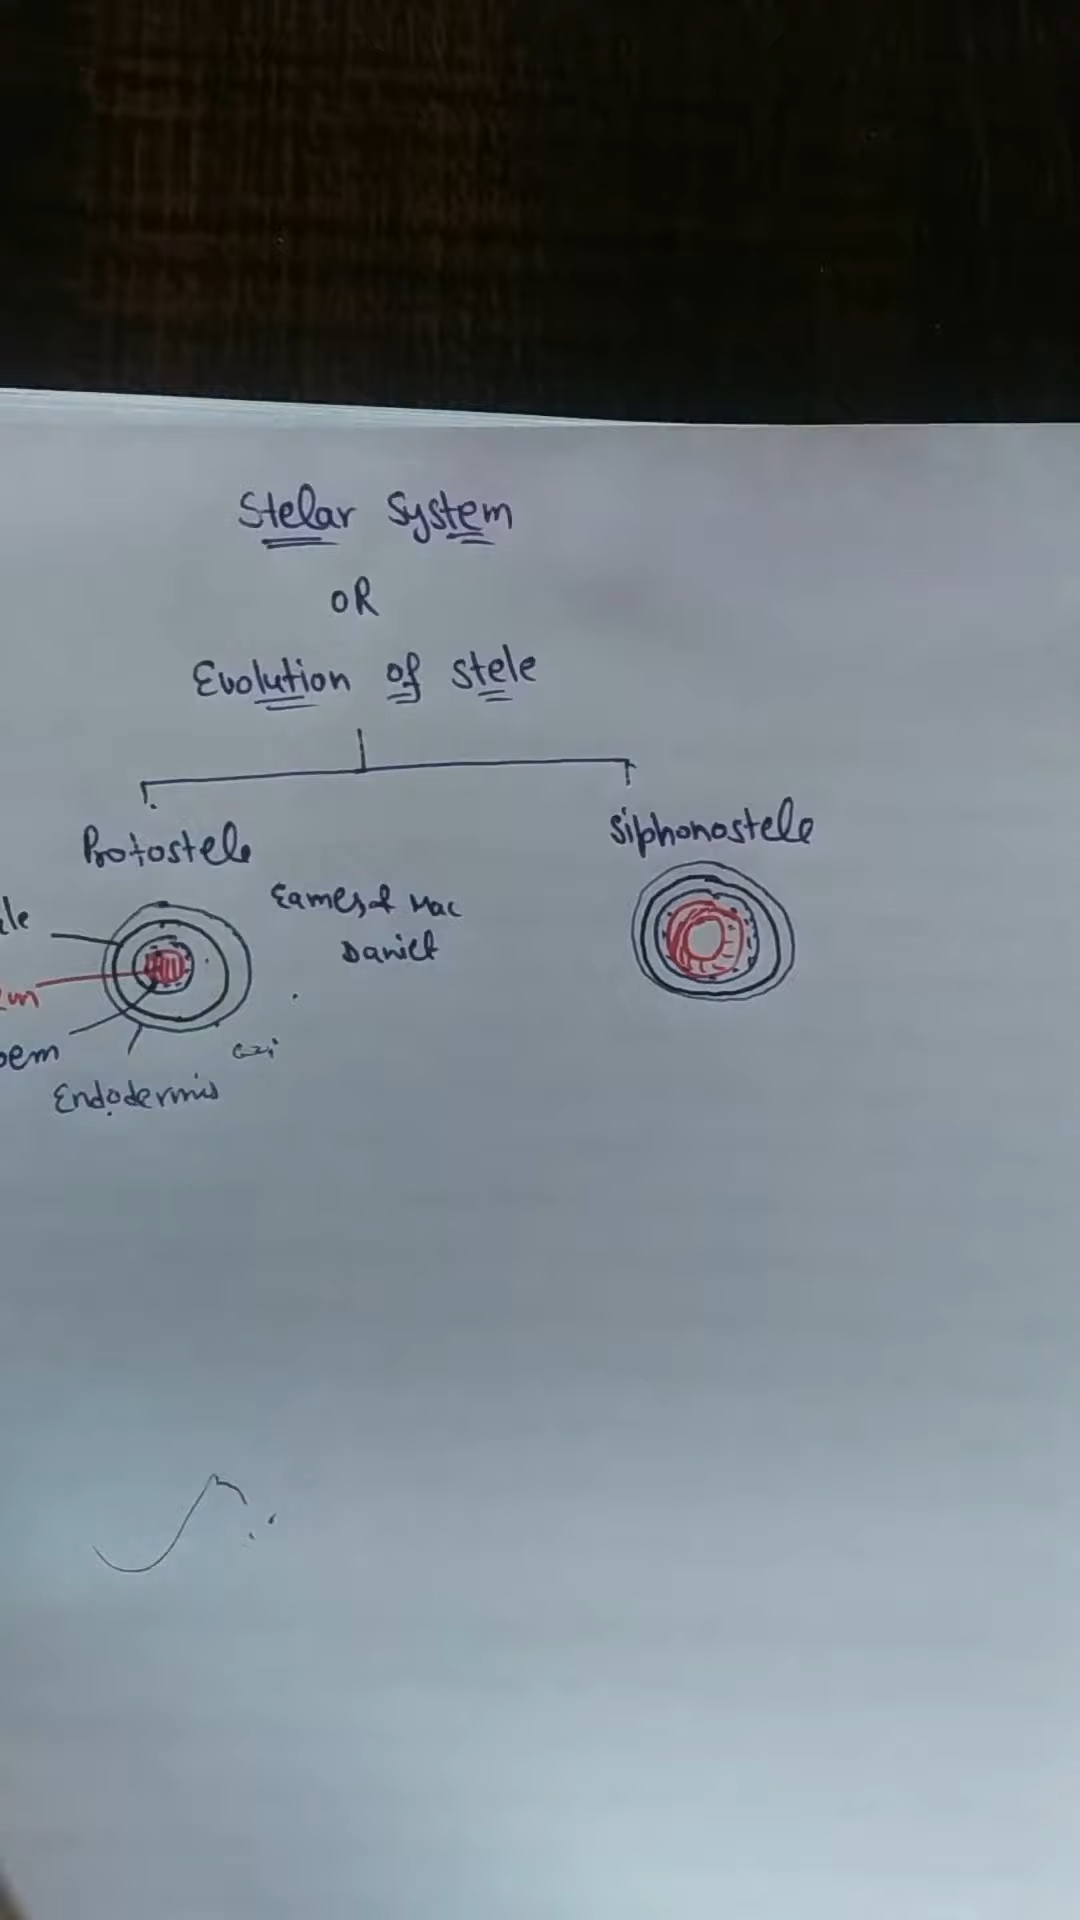 Stelar System
OR
Evolution of stele
Protostele
Siphonostele
Eames & Mac
Daniel
Endodermis